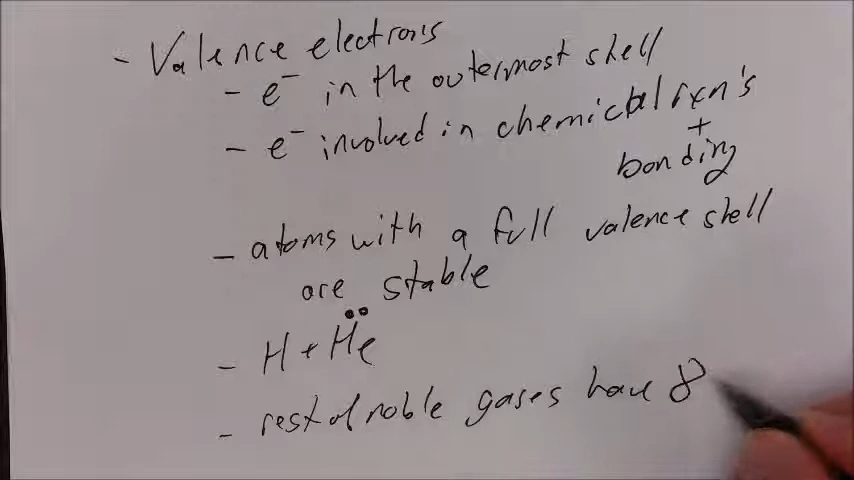 - Valence electrons
- e⁻ in the outermost shell
- e⁻ involved in chemical rxn's
+
bonding
- atoms with a full valence shell
are stable
- H + He
- rest of noble gases have 8